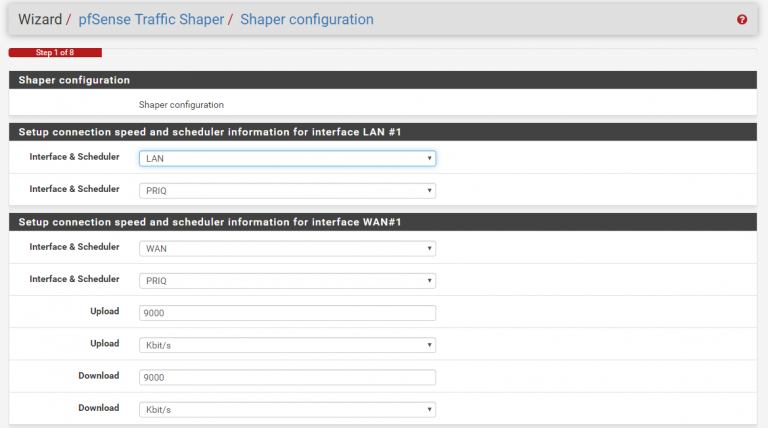 Wizard / pfSense Traffic Shaper / Shaper configuration ?
Step 1 of 8
Shaper configuration
Shaper configuration
Setup connection speed and scheduler information for interface LAN #1
Interface & Scheduler LAN
Interface & Scheduler PRIQ
Setup connection speed and scheduler information for interface WAN#1
Interface & Scheduler WAN
Interface & Scheduler PRIQ
Upload 9000
Upload Kbit/s
Download 9000
Download Kbit/s